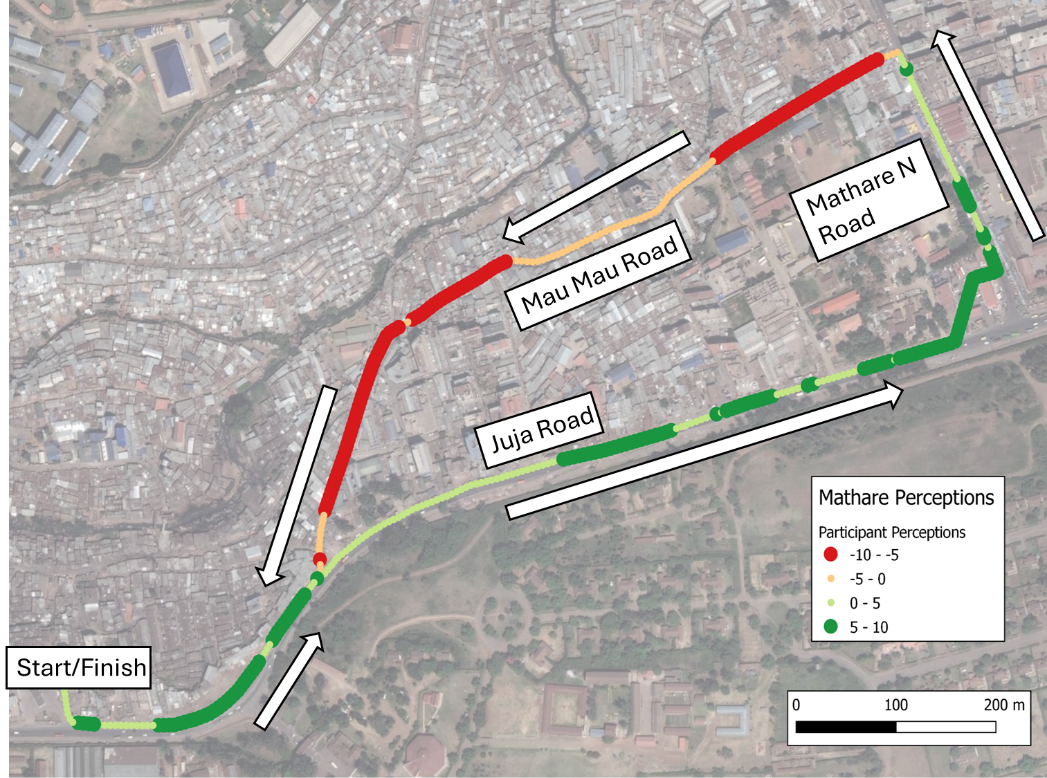 Mathare N
Road
Mau Mau Road
Juja Road
Mathare Perceptions
Participant Perceptions
-10 - -5
-5 - 0
0 - 5
5 - 10
Start/Finish
0 100 200 m